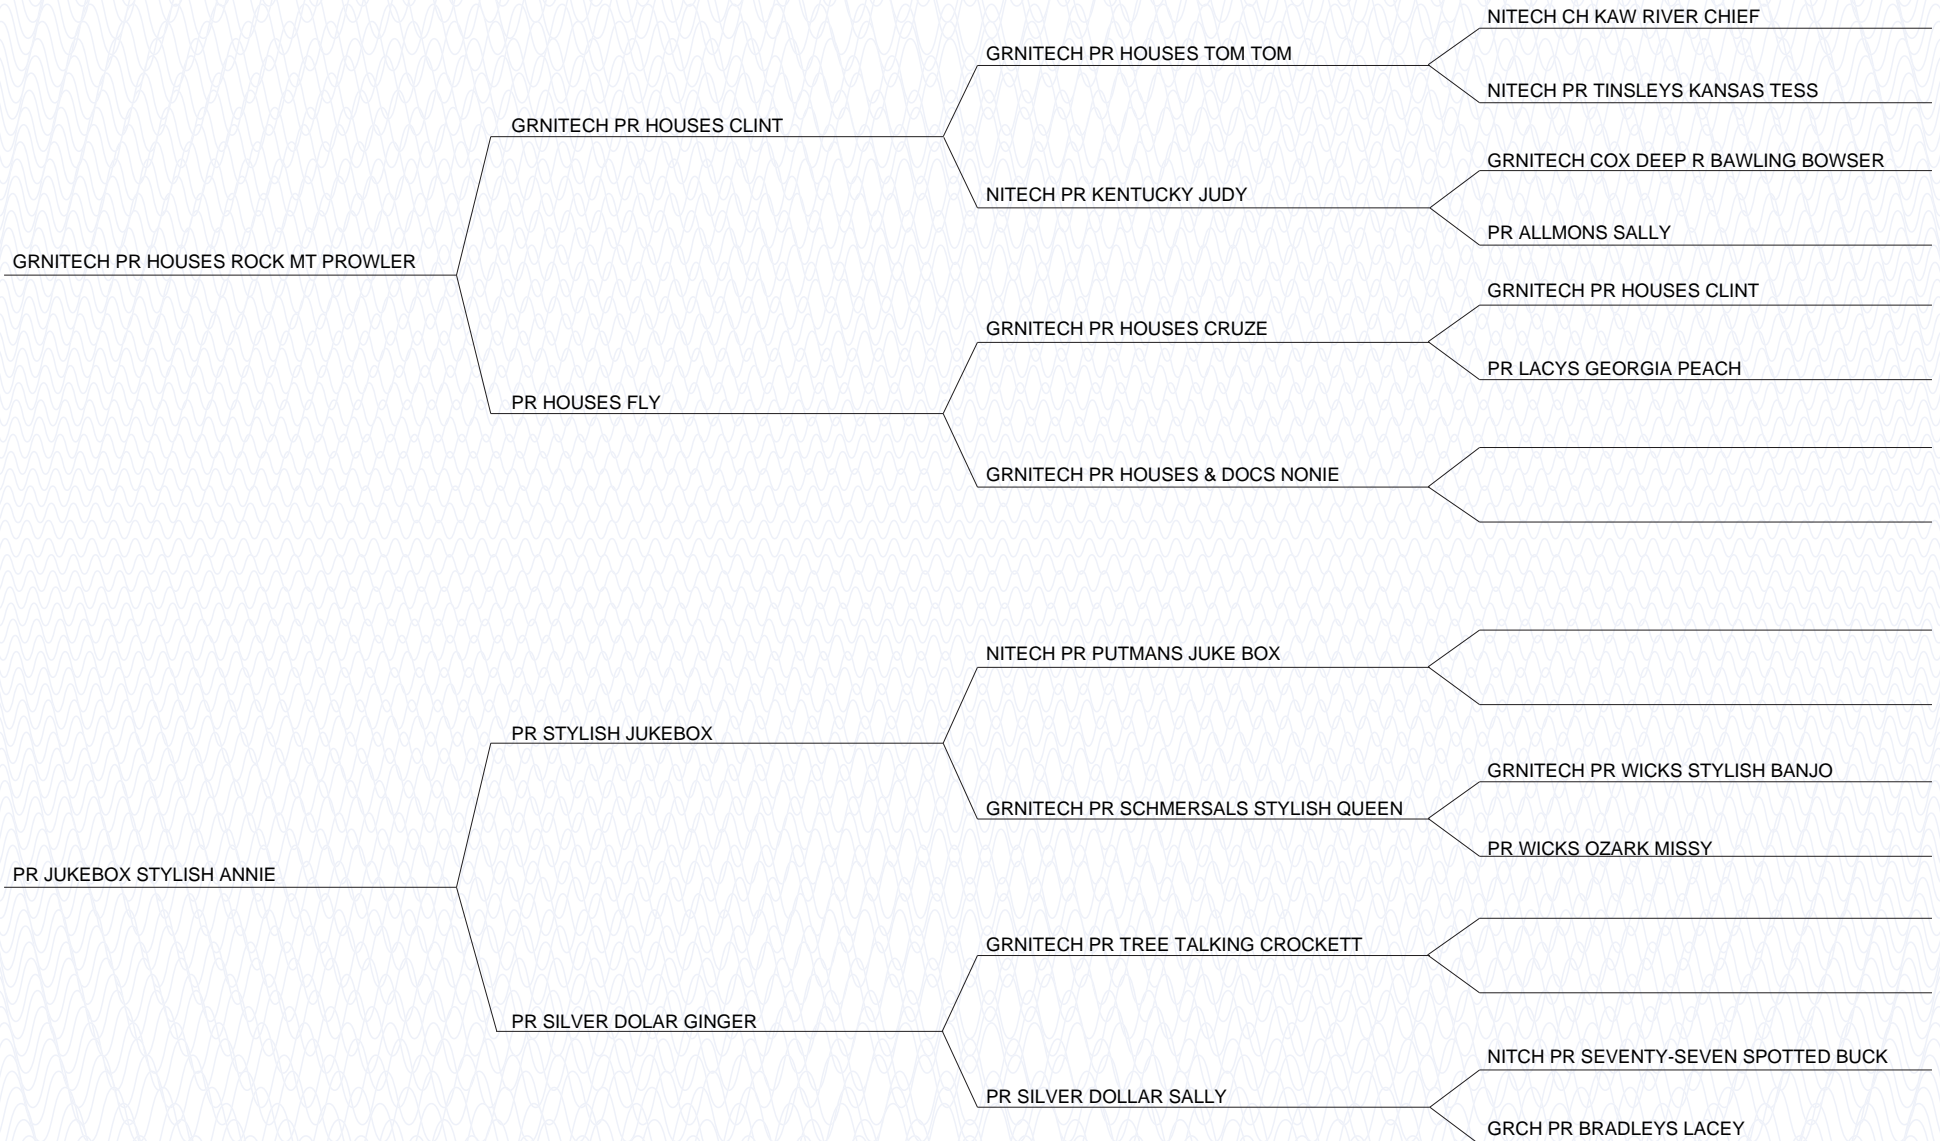 NITECH CH KAW RIVER CHIEF
GRNITECH PR HOUSES TOM TOM
NITECH PR TINSLEYS KANSAS TESS
GRNITECH PR HOUSES CLINT
GRNITECH COX DEEP R BAWLING BOWSER
NITECH PR KENTUCKY JUDY
PR ALLMONS SALLY
GRNITECH PR HOUSES ROCK MT PROWLER
GRNITECH PR HOUSES CLINT
GRNITECH PR HOUSES CRUZE
PR LACYS GEORGIA PEACH
PR HOUSES FLY
GRNITECH PR HOUSES & DOCS NONIE
NITECH PR PUTMANS JUKE BOX
PR STYLISH JUKEBOX
GRNITECH PR WICKS STYLISH BANJO
GRNITECH PR SCHMERSALS STYLISH QUEEN
PR WICKS OZARK MISSY
PR JUKEBOX STYLISH ANNIE
GRNITECH PR TREE TALKING CROCKETT
PR SILVER DOLAR GINGER
NITCH PR SEVENTY-SEVEN SPOTTED BUCK
PR SILVER DOLLAR SALLY
GRCH PR BRADLEYS LACEY